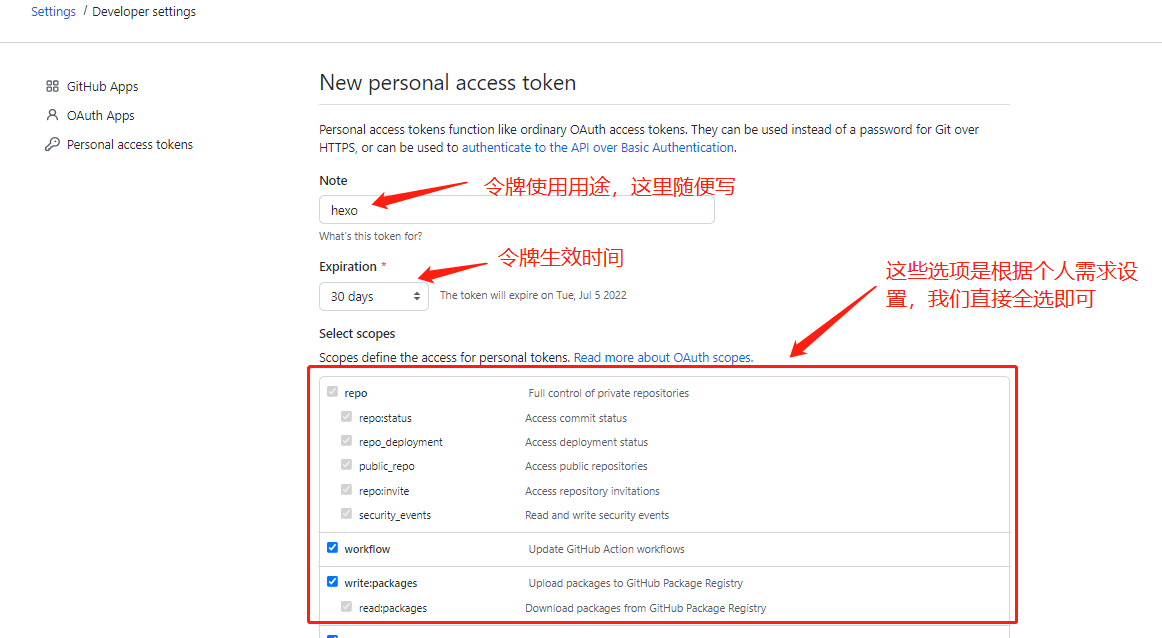 Settings / Developer settings
GitHub Apps
OAuth Apps
Personal access tokens
New personal access token
Personal access tokens function like ordinary OAuth access tokens. They can be used instead of a password for Git over
HTTPS, or can be used to authenticate to the API over Basic Authentication.
Note
令牌使用用途，这里随便写
hexo
What's this token for?
令牌生效时间
Expiration *
30 days
The token will expire on Tue, Jul 5 2022
这些选项是根据个人需求设
置，我们直接全选即可
Select scopes
Scopes define the access for personal tokens. Read more about OAuth scopes.
repo Full control of private repositories
repo:status Access commit status
repo_deployment Access deployment status
public_repo Access public repositories
repo:invite Access repository invitations
security_events Read and write security events
workflow Update GitHub Action workflows
write:packages Upload packages to GitHub Package Registry
read:packages Download packages from GitHub Package Registry